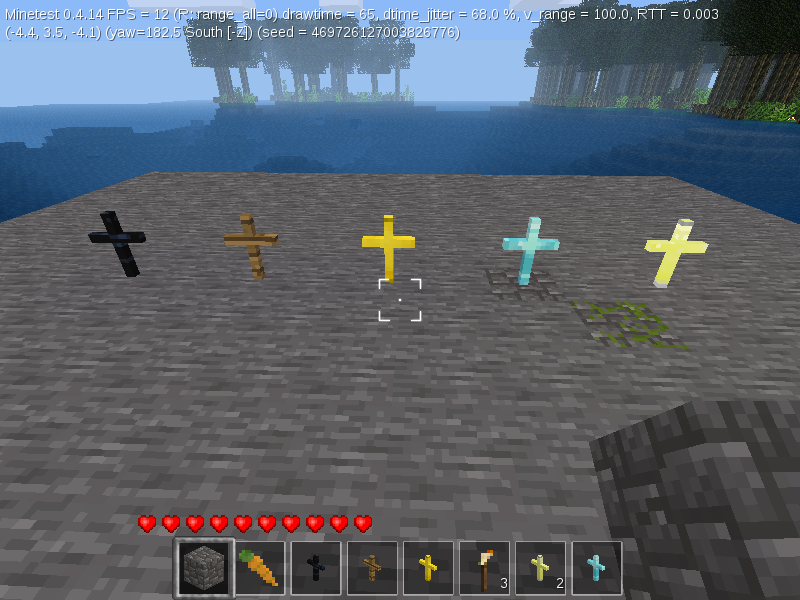 Minetest 0.4.14 FPS = 12 (R: range_all=0) drawtime = 65, dtime_jitter = 68.0 %, v_range = 100.0, RTT = 0.003
(-4.4, 3.5, -4.1) (yaw=182.5 South [-Z]) (seed = 469726127003826776)
3
2